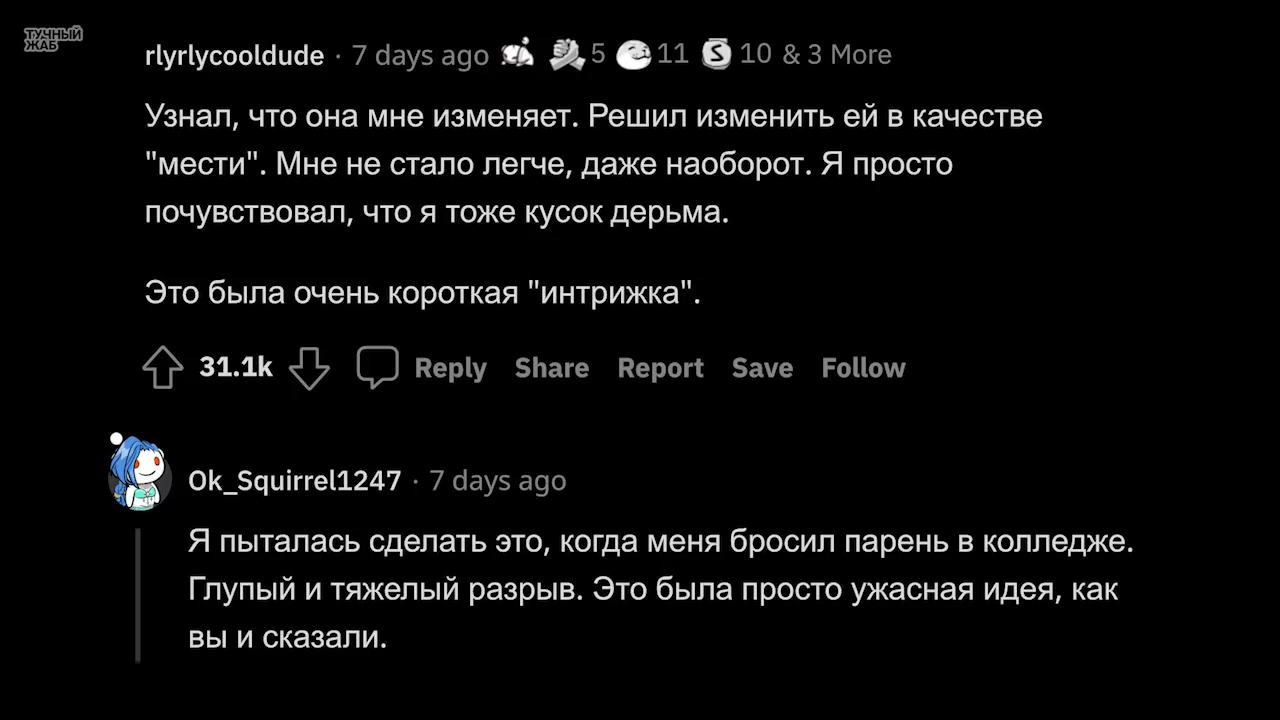 ТУЧНЫЙ
ЖАБ
rlyrlycooldude · 7 days ago 5 11 S 10 & 3 More
Узнал, что она мне изменяет. Решил изменить ей в качестве
"мести". Мне не стало легче, даже наоборот. Я просто
почувствовал, что я тоже кусок дерьма.
Это была очень короткая "интрижка".
31.1k Reply Share Report Save Follow
Ok_Squirrel1247 · 7 days ago
Я пыталась сделать это, когда меня бросил парень в колледже.
Глупый и тяжелый разрыв. Это была просто ужасная идея, как
вы и сказали.